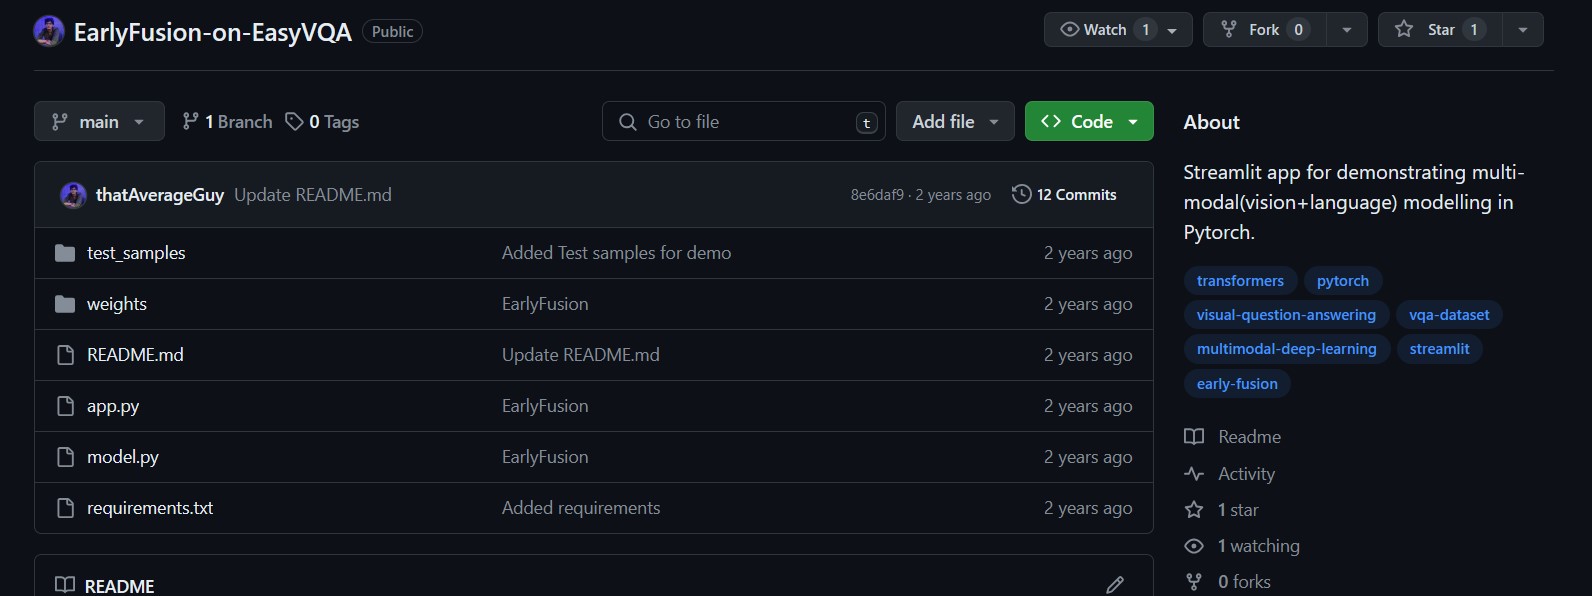 EarlyFusion-on-EasyVQA Public Watch 1 Fork 0 Star 1
main 1 Branch 0 Tags Go to file t Add file Code
thatAverageGuy Update README.md 8e6daf9 · 2 years ago 12 Commits
test_samples Added Test samples for demo 2 years ago
weights EarlyFusion 2 years ago
README.md Update README.md 2 years ago
app.py EarlyFusion 2 years ago
model.py EarlyFusion 2 years ago
requirements.txt Added requirements 2 years ago
README
About
Streamlit app for demonstrating multi-
modal(vision+language) modelling in
Pytorch.
transformers pytorch
visual-question-answering vqa-dataset
multimodal-deep-learning streamlit
early-fusion
Readme
Activity
1 star
1 watching
0 forks